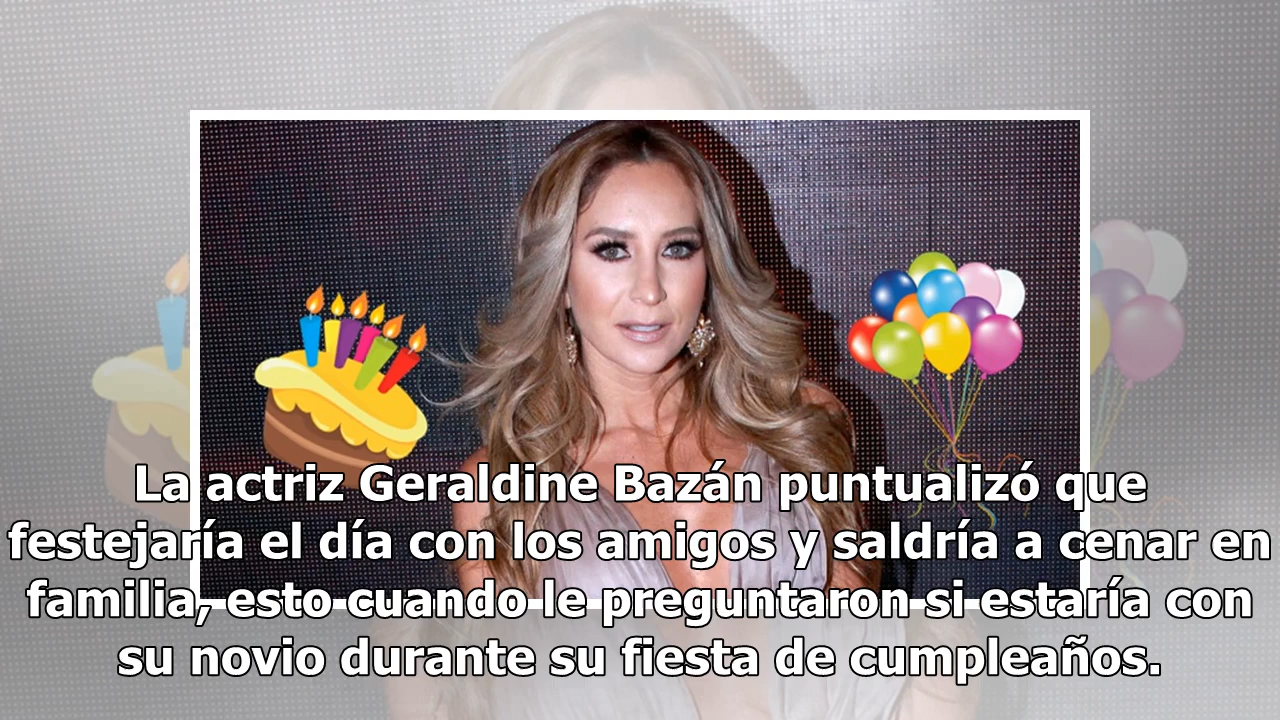 La actriz Geraldine Bazán puntualizó que
festejaría el día con los amigos y saldría a cenar en
familia, esto cuando le preguntaron si estaría con
su novio durante su fiesta de cumpleaños.